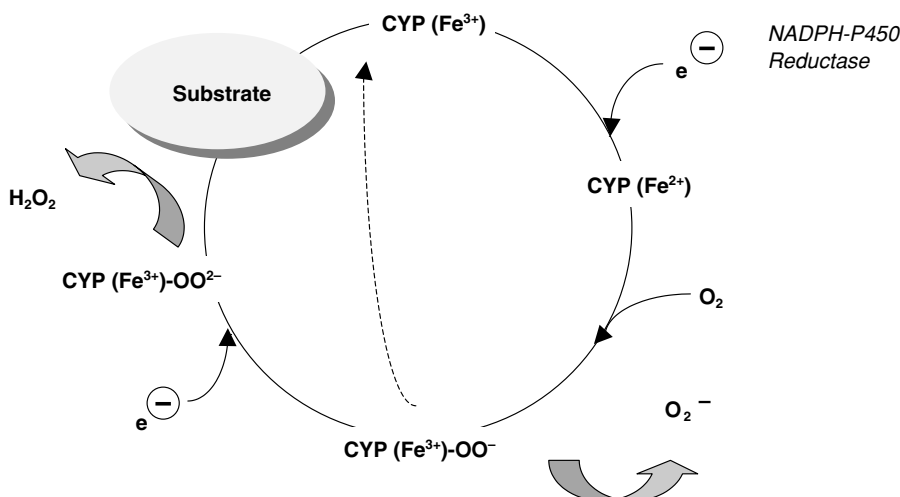 CYP (Fe³⁺)
e ⊖
NADPH-P450
Reductase
Substrate
CYP (Fe²⁺)
H₂O₂
CYP (Fe³⁺)-OO²⁻
O₂
e ⊖
O₂ ⁻
CYP (Fe³⁺)-OO⁻